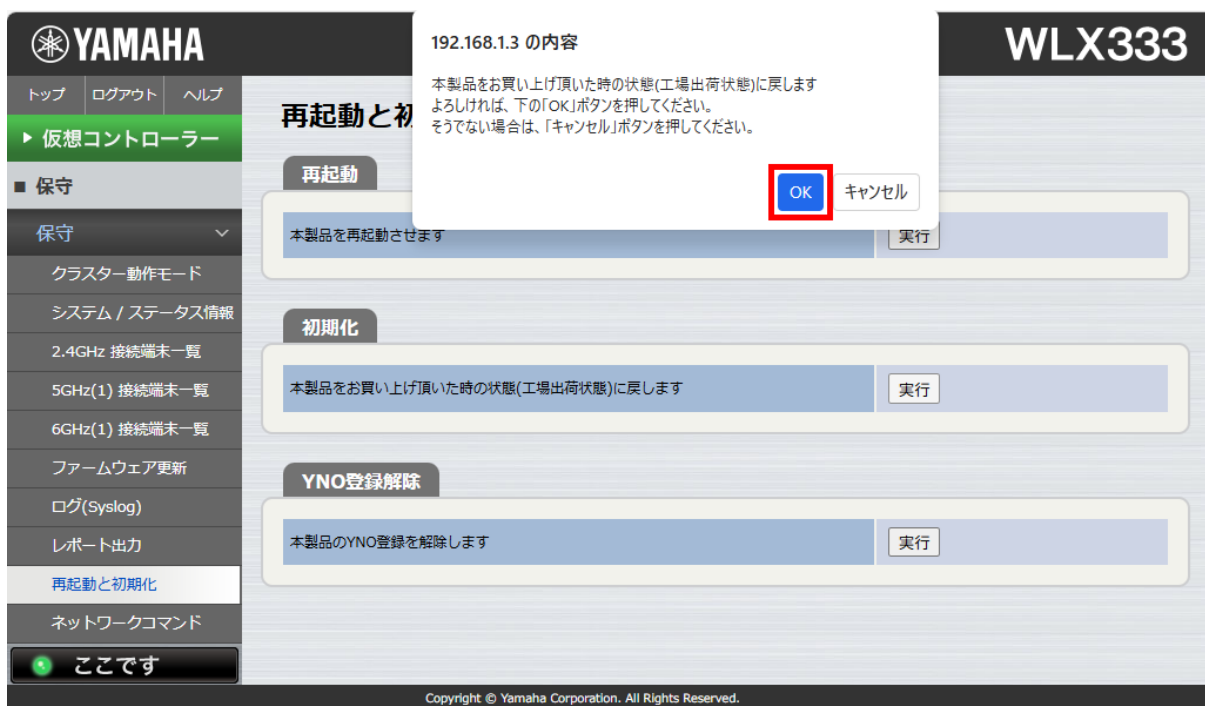 YAMAHA
WLX333
192.168.1.3 の内容
本製品をお買い上げ頂いた時の状態(工場出荷状態)に戻します
よろしければ、下の「OK」ボタンを押してください。
そうでない場合は、「キャンセル」ボタンを押してください。
OK キャンセル
トップ ログアウト ヘルプ
仮想コントローラー
■ 保守
保守
クラスター動作モード
システム / ステータス情報
2.4GHz 接続端末一覧
5GHz(1) 接続端末一覧
6GHz(1) 接続端末一覧
ファームウェア更新
ログ(Syslog)
レポート出力
再起動と初期化
ネットワークコマンド
ここです
再起動と初
再起動
本製品を再起動させます 実行
初期化
本製品をお買い上げ頂いた時の状態(工場出荷状態)に戻します 実行
YNO登録解除
本製品のYNO登録を解除します 実行
Copyright © Yamaha Corporation. All Rights Reserved.